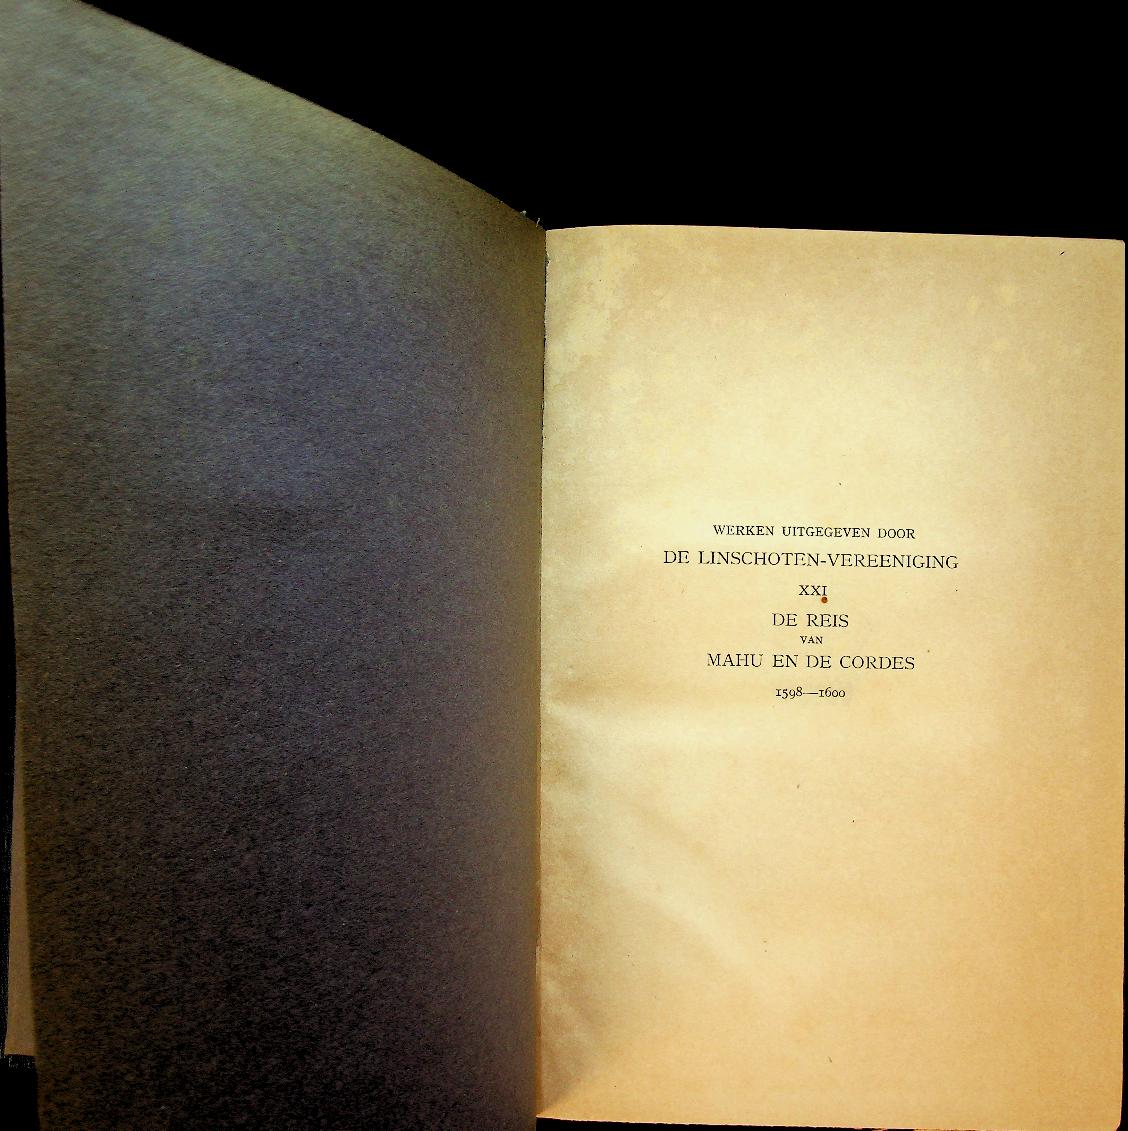 WERKEN UITGEGEVEN DOOR
DE LINSCHOTEN-VEREENIGING
XXI
DE REIS
VAN
MAHU EN DE CORDES
1598—1600